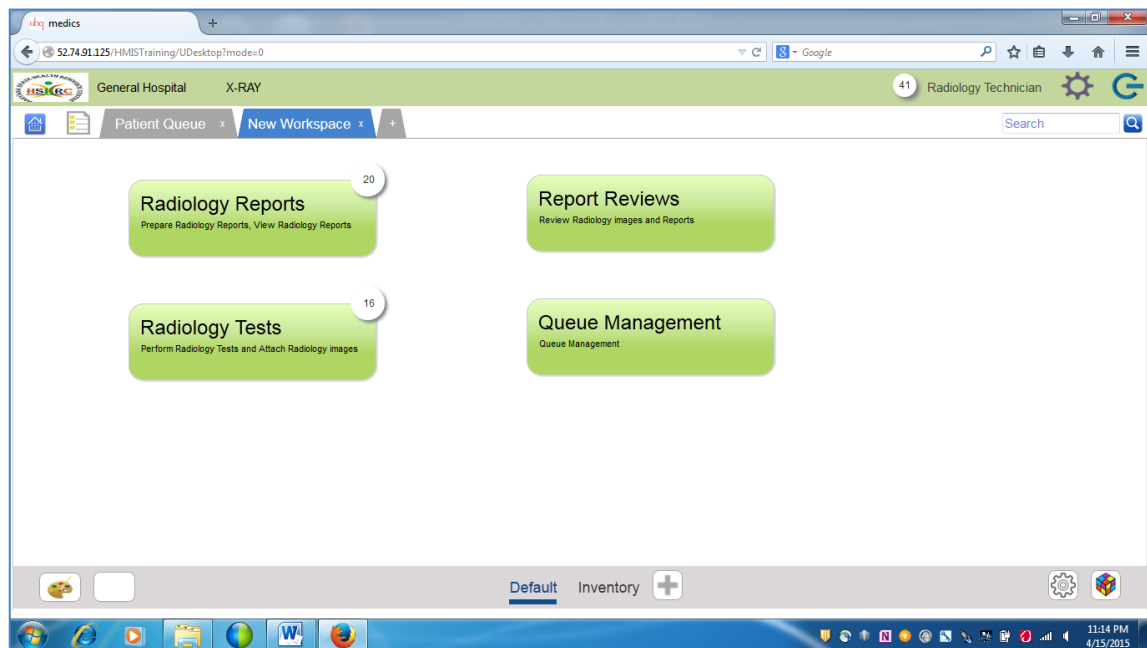 ubq medics
+
52.74.91.125/HMISTraining/UDesktop?mode=0
8 - Google
HSHRC
General Hospital X-RAY 41 Radiology Technician
Patient Queue x New Workspace x + Search
20
Radiology Reports
Prepare Radiology Reports, View Radiology Reports
Report Reviews
Review Radiology images and Reports
16
Radiology Tests
Perform Radiology Tests and Attach Radiology images
Queue Management
Queue Management
Default Inventory
11:14 PM
4/15/2015